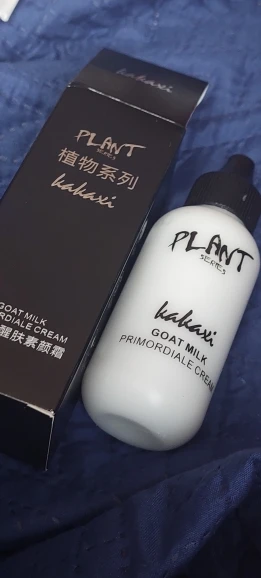 kakaxi
PLANT
SERIES
植物系列
kakaxi
GOAT MILK
RDIALE CREAM
醒肤素颜霜
PLANT
SERIES
kakaxi
GOAT MILK
PRIMORDIALE CREAM